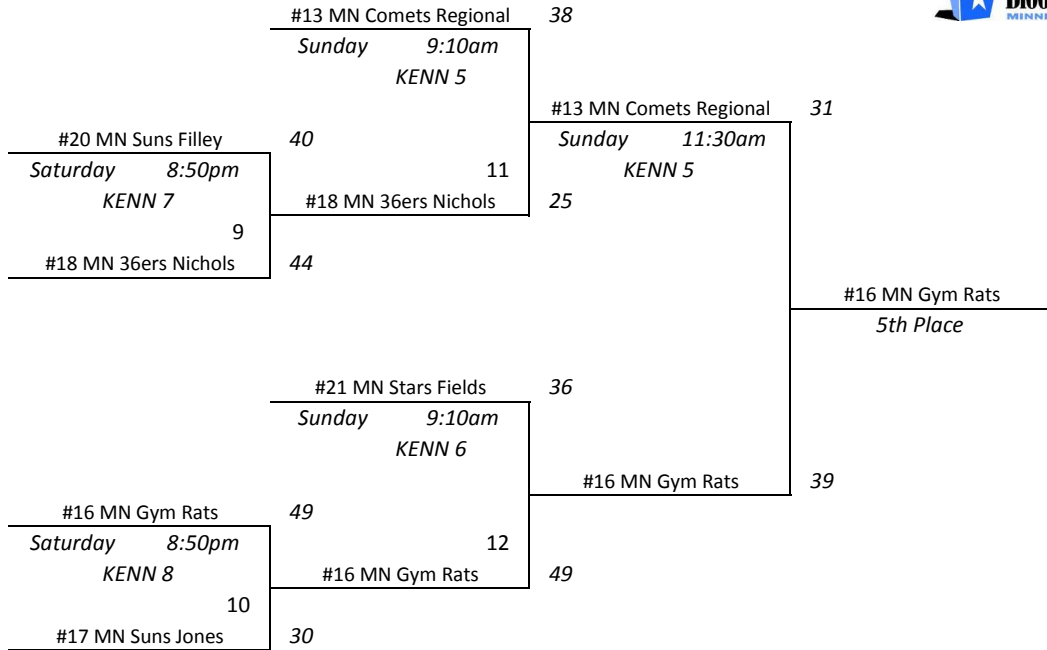 #13 MN Comets Regional 38
Sunday 9:10am
KENN 5
#13 MN Comets Regional 31
#20 MN Suns Filley 40
Sunday 11:30am
Saturday 8:50pm
11
KENN 5
KENN 7
#18 MN 36ers Nichols 25
9
#18 MN 36ers Nichols 44
#16 MN Gym Rats
5th Place
#21 MN Stars Fields 36
Sunday 9:10am
KENN 6
#16 MN Gym Rats 39
#16 MN Gym Rats 49
Saturday 8:50pm
12
KENN 8
#16 MN Gym Rats 49
10
#17 MN Suns Jones 30